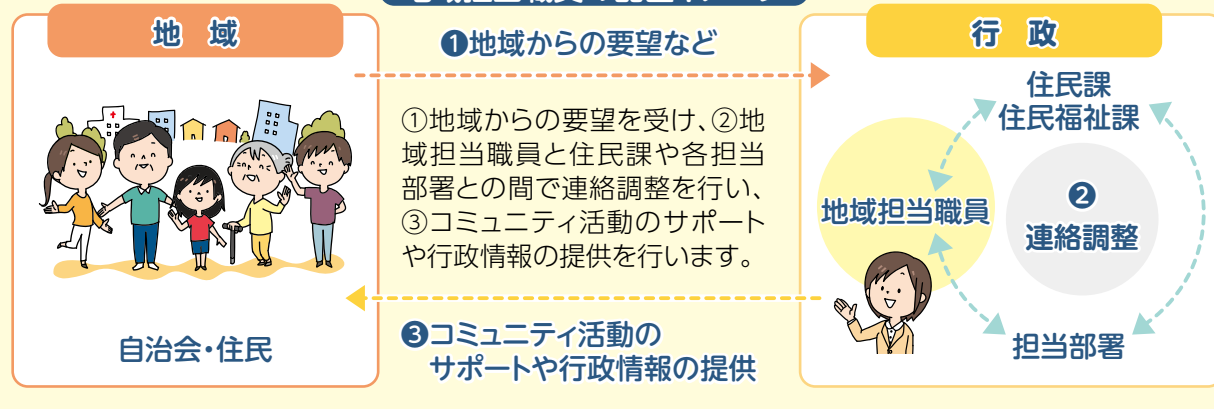 地域
❶地域からの要望など
行政
①地域からの要望を受け、②地
域担当職員と住民課や各担当
部署との間で連絡調整を行い、
③コミュニティ活動のサポート
や行政情報の提供を行います。
❸コミュニティ活動の
サポートや行政情報の提供
自治会・住民
住民課
住民福祉課
地域担当職員
❷
連絡調整
担当部署